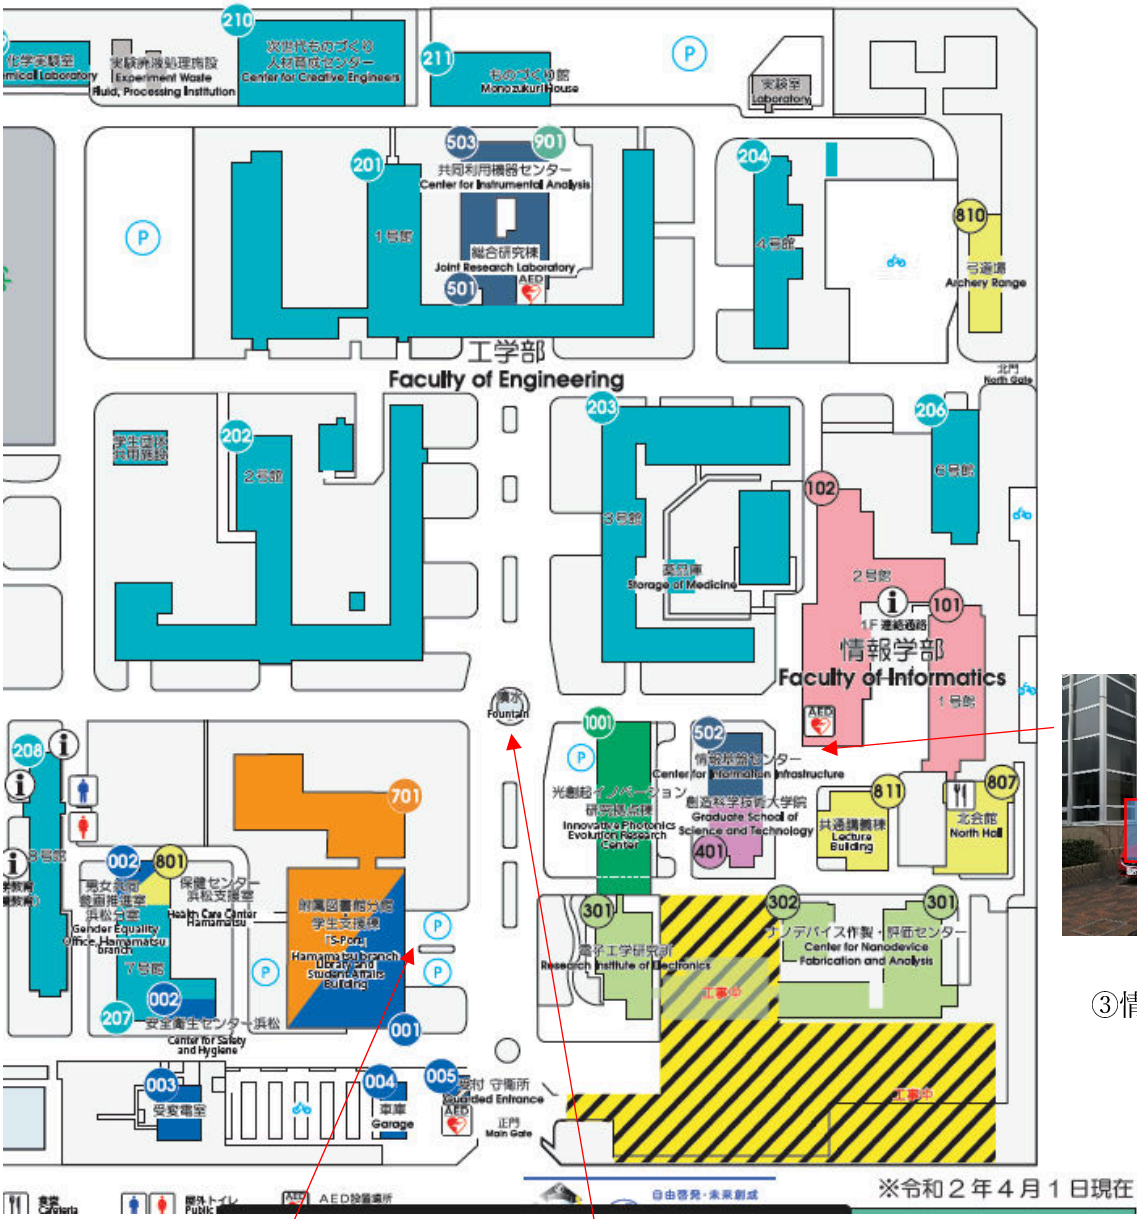 210
化学実験室
emical Laboratory
実験廃液処理施設
Experiment Waste
Fluid, Processing Institution
次世代ものづくり
人材育成センター
Center for Creative Engineers
211
ものづくり館
Monozukuri House
P
実験室
Laboratory
503
901
共同利用機器センター
Center for Instrumental Analysis
201
1号館
総合研究棟
Joint Research Laboratory
501
AED
P
204
4号館
810
弓道場
Archery Range
工学部
Faculty of Engineering
北門
North Gate
学生団体
共用施設
202
2号館
203
3号館
薬品庫
Storage of Medicine
206
6号館
102
2号館
i
101
1F 連絡通路
情報学部
Faculty of Informatics
1号館
AED
噴水
Fountain
208
i
i
i
8号館
701
1001
P
光創起イノベーション
研究拠点棟
Innovative Photonics
Evolution Research
Center
502
情報基盤センター
Center for Information Infrastructure
創造科学技術大学院
Graduate School of
Science and Technology
401
811
共通講義棟
Lecture
Building
807
北会館
North Hall
002
801
男女共同
参画推進室
浜松分室
Gender Equality
Office, Hamamatsu
branch
保健センター
浜松支援室
Health Care Center
Hamamatsu
7号館
002
207
安全衛生センター浜松
Center for Safety
and Hygiene
附属図書館分館
学生支援棟
「S-Port」
Hamamatsu branch
Library and
Student Affairs
Building
P
P
P
001
301
電子工学研究所
Research Institute of Electronics
302
301
ナノデバイス作製・評価センター
Center for Nanodevice
Fabrication and Analysis
工事中
工事中
③情
003
受変電室
004
車庫
Garage
005
受付 守衛所
Guarded Entrance
AED
正門
Main Gate
食堂
Cafeteria
屋外トイレ
Public
AED
AED設置場所
自由啓発・未来創成
※令和2年4月1日現在